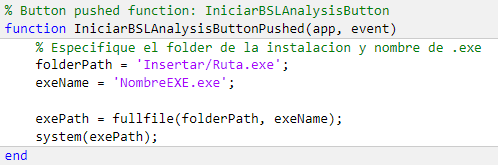 % Button pushed function: IniciarBSLAnalysisButton
function IniciarBSLAnalysisButtonPushed(app, event)
% Especifique el folder de la instalacion y nombre de .exe
folderPath = 'Insertar/Ruta.exe';
exeName = 'NombreEXE.exe';
exePath = fullfile(folderPath, exeName);
system(exePath);
end